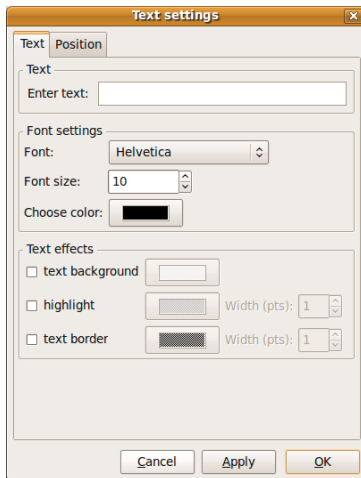 Text settings
Text Position
Text
Enter text:
Font settings
Font: Helvetica
Font size: 10
Choose color:
Text effects
text background
highlight Width (pts): 1
text border Width (pts): 1
Cancel Apply OK